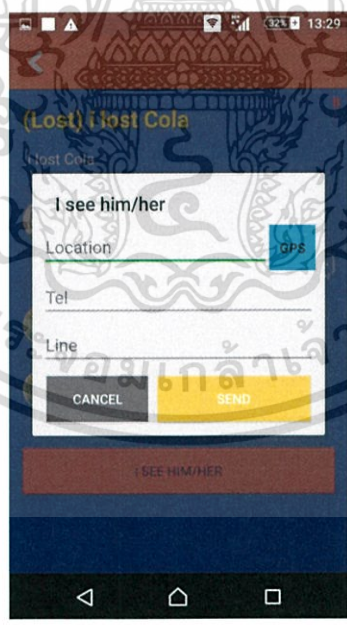 32% 13:29
(Lost) i lost Cola
i lost Cola
I see him/her
Location GPS
Tel
Line
CANCEL SEND
I SEE HIM/HER